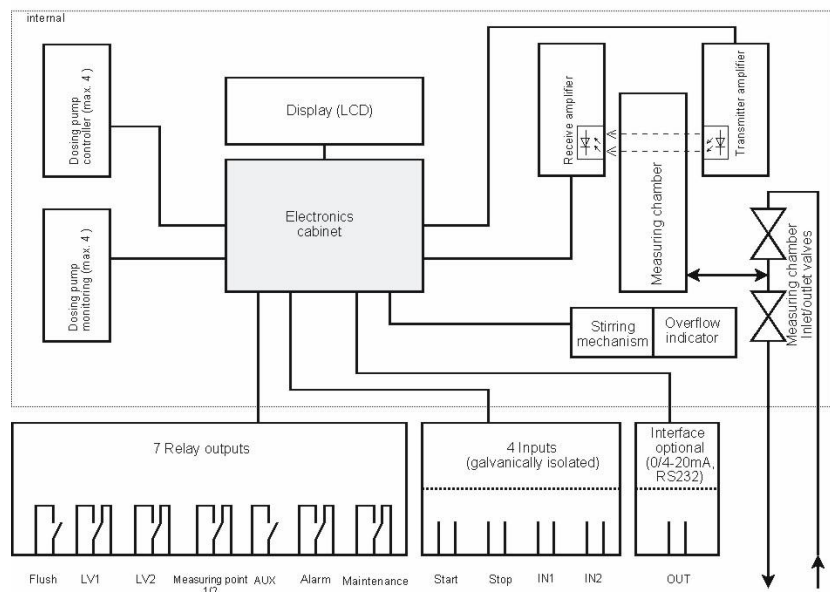 internal
Dosing pump
controller (max. 4 )
Display (LCD)
Receive amplifier
Transmitter amplifier
Measuring chamber
Electronics
cabinet
Dosing pump
monitoring (max. 4 )
Measuring chamber
Inlet/outlet valves
Stirring
mechanism
Overflow
indicator
7 Relay outputs
4 Inputs
(galvanically isolated)
Interface
optional
(0/4-20mA,
RS232)
Flush
LV1
LV2
Measuring point
1/2
AUX
Alarm
Maintenance
Start
Stop
IN1
IN2
OUT